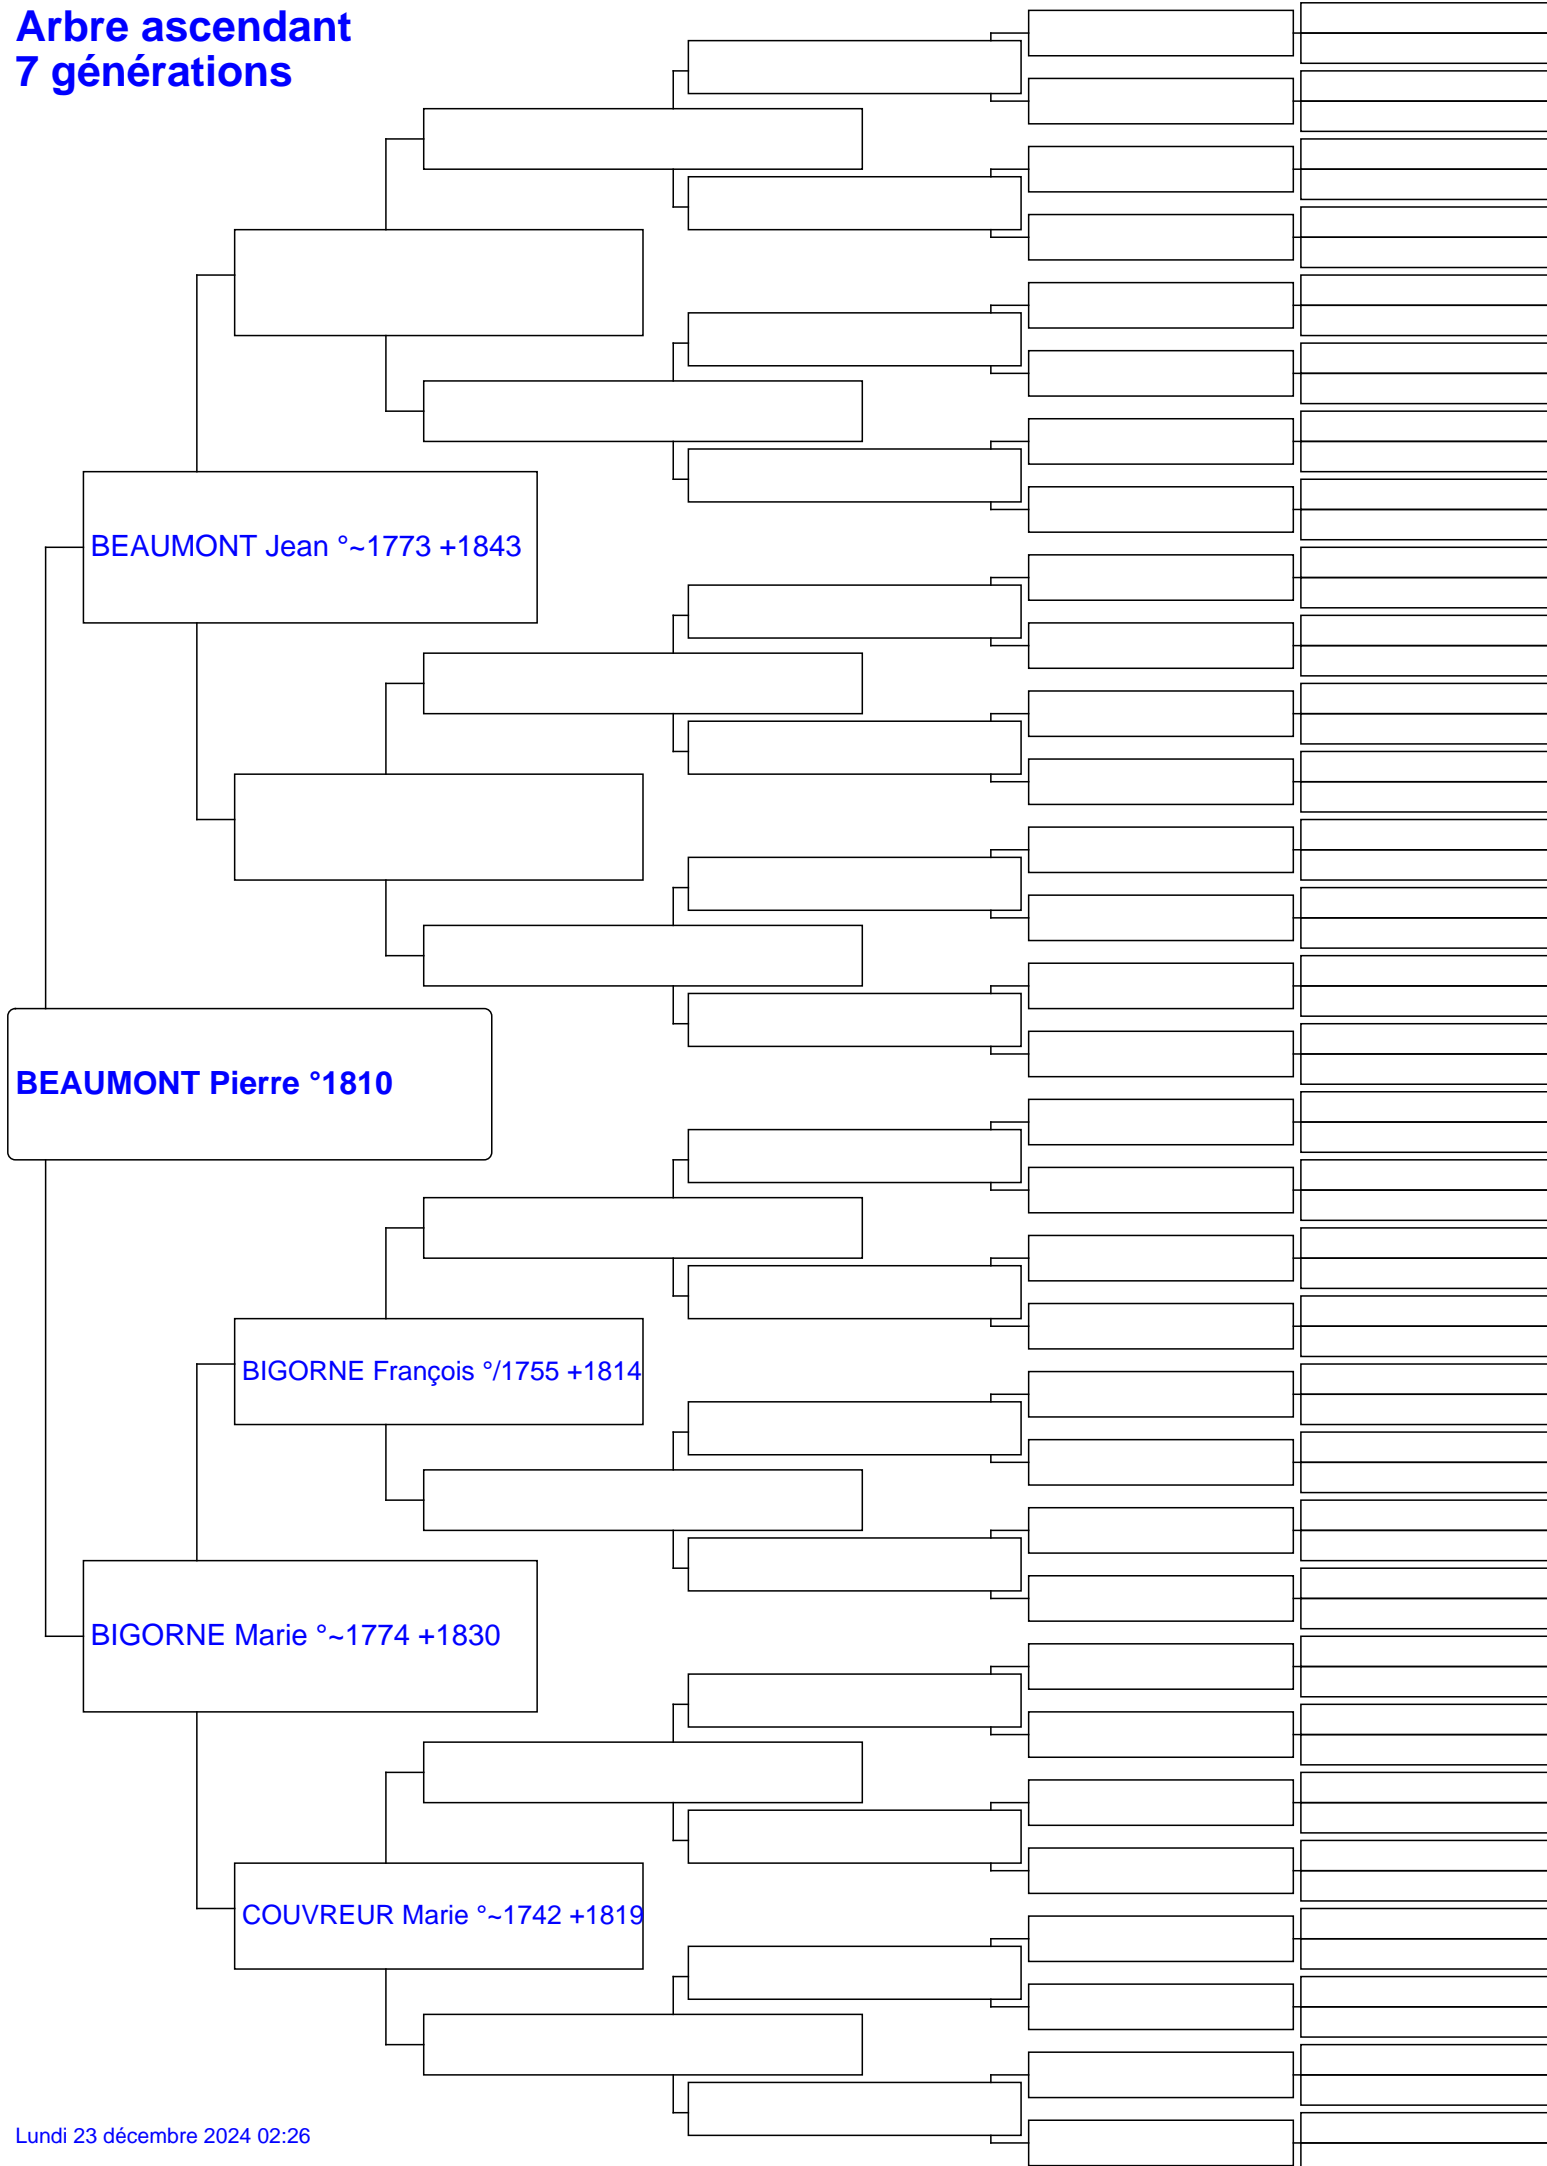 Arbre ascendant
7 générations
BEAUMONT Jean °~1773 +1843
BEAUMONT Pierre °1810
BIGORNE François °/1755 +1814
BIGORNE Marie °~1774 +1830
COUVREUR Marie °~1742 +1819
Lundi 23 décembre 2024 02:26